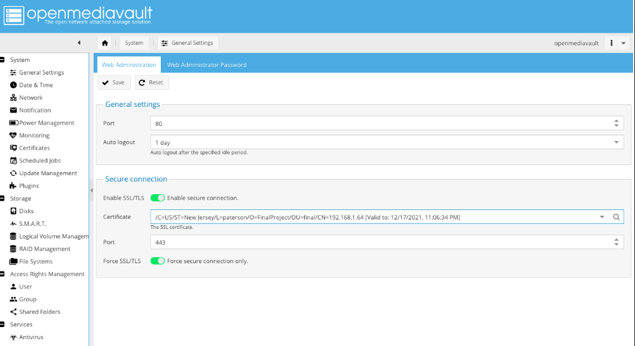 openmediavault
The open network attached storage solution
System
General Settings
openmediavault
System
General Settings
Date & Time
Network
Notification
Power Management
Monitoring
Certificates
Scheduled Jobs
Update Management
Plugins
Storage
Disks
S.M.A.R.T.
Logical Volume Managem
RAID Management
File Systems
Access Rights Management
User
Group
Shared Folders
Services
Antivirus
Web Administration
Web Administrator Password
Save
Reset
General settings
Port
80
Auto logout
1 day
Auto logout after the specified idle period.
Secure connection
Enable SSL/TLS
Enable secure connection.
Certificate
/C=US/ST=New Jersey/L=paterson/O=FinalProject/OU=final/CN=192.168.1.64 [Valid to: 12/17/2021, 11:06:34 PM]
The SSL certificate.
Port
443
Force SSL/TLS
Force secure connection only.